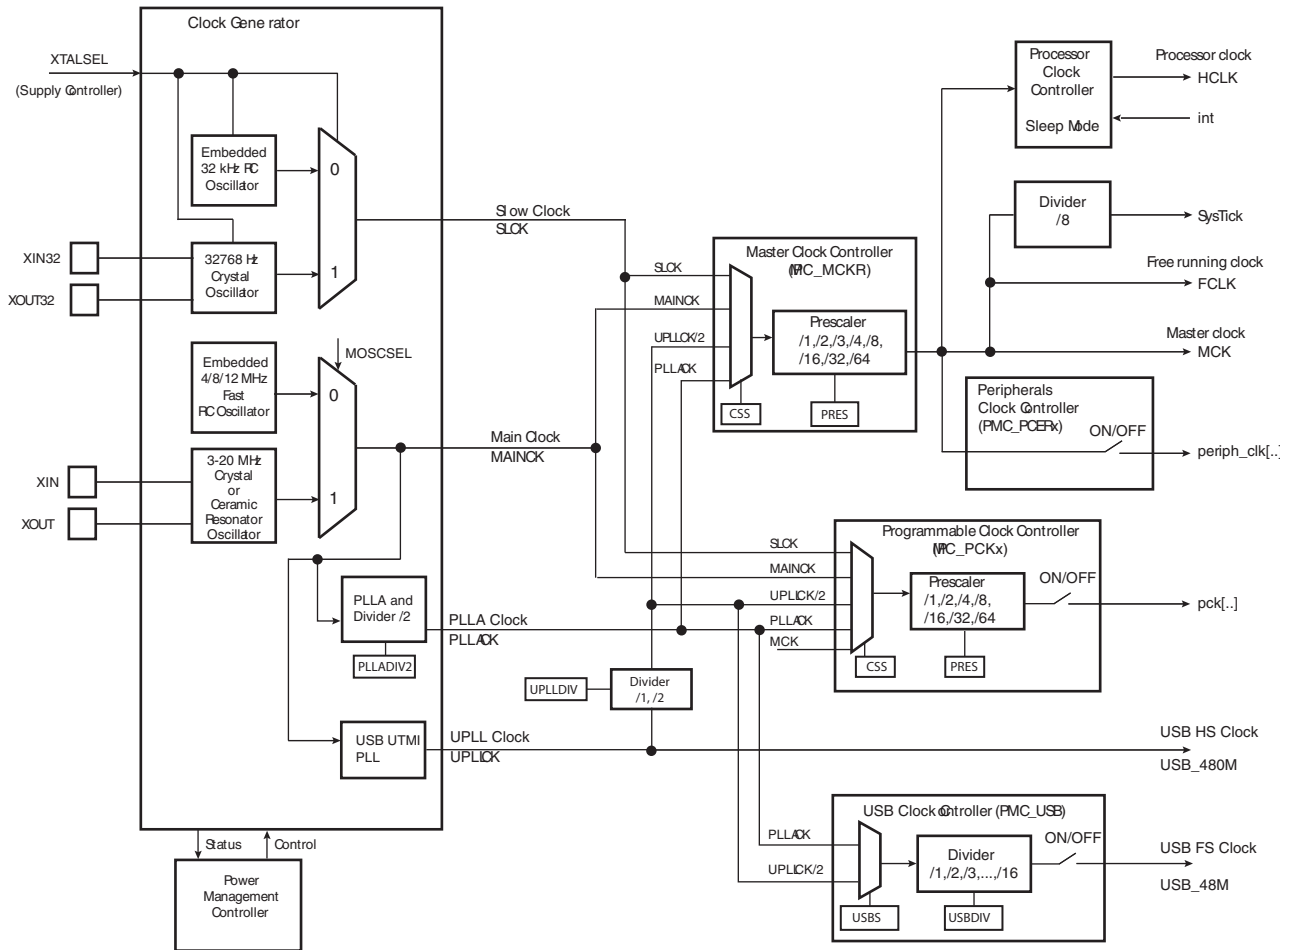 Clock Generator
XTALSEL
(Supply Controller)
Embedded
32 kHz RC
Oscillator
0
1
XIN32
XOUT32
32768 Hz
Crystal
Oscillator
Slow Clock
SLCK
Embedded
4/8/12 MHz
Fast
RC Oscillator
MOSCSEL
0
1
XIN
XOUT
3-20 MHz
Crystal
or
Ceramic
Resonator
Oscillator
Main Clock
MAINCK
PLLA and
Divider /2
PLLADIV2
PLLA Clock
PLLACK
USB UTMI
PLL
UPLL Clock
UPLLCK
UPLLDIV
Divider
/1, /2
Status
Control
Power
Management
Controller
Master Clock Controller
(PMC_MCKR)
SLCK
MAINCK
UPLLCK/2
PLLACK
Prescaler
/1,/2,/3,/4,/8,
/16,/32,/64
CSS
PRES
Processor
Clock
Controller
Sleep Mode
Processor clock
HCLK
int
Divider
/8
SysTick
Free running clock
FCLK
Master clock
MCK
Peripherals
Clock Controller
(PMC_PCERx)
ON/OFF
periph_clk[..]
Programmable Clock Controller
(PMC_PCKx)
SLCK
MAINCK
UPLLCK/2
PLLACK
MCK
Prescaler
/1,/2,/4,/8,
/16,/32,/64
ON/OFF
CSS
PRES
pck[..]
USB HS Clock
USB_480M
USB Clock Controller (PMC_USB)
PLLACK
UPLLCK/2
Divider
/1,/2,/3,...,/16
ON/OFF
USBS
USBDIV
USB FS Clock
USB_48M